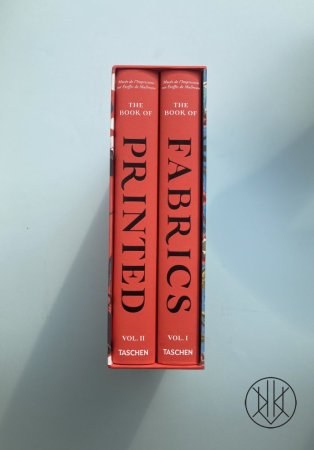 Musée de l'Impression
sur Étoffes de Mulhouse
THE
BOOK OF
PRINTED
VOL. II
TASCHEN
Musée de l'Impression
sur Étoffes de Mulhouse
THE
BOOK OF
FABRICS
VOL. I
TASCHEN